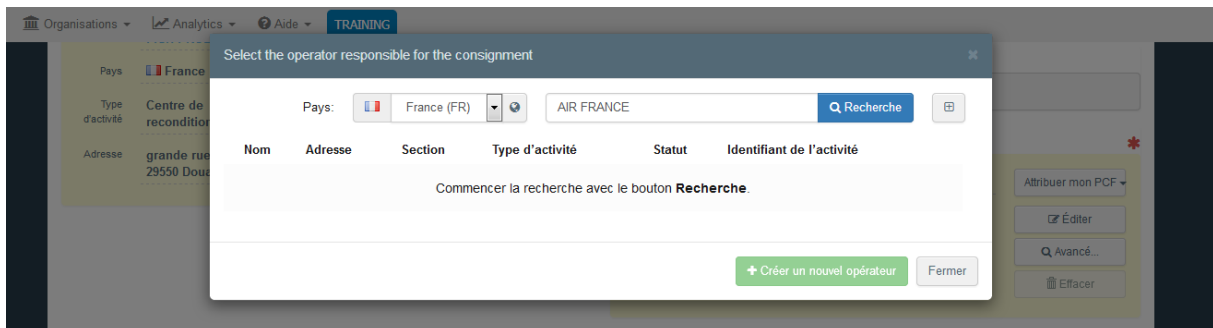 Organisations Analytics Aide TRAINING
Select the operator responsible for the consignment
Pays France
Type d'activité
Centre de
recondition
Adresse grande rue
29550 Doua
Pays: France (FR) AIR FRANCE Recherche
Nom Adresse Section Type d'activité Statut Identifiant de l'activité
Commencer la recherche avec le bouton Recherche.
Créer un nouvel opérateur Fermer
Attribuer mon PCF
Éditer
Avancé...
Effacer